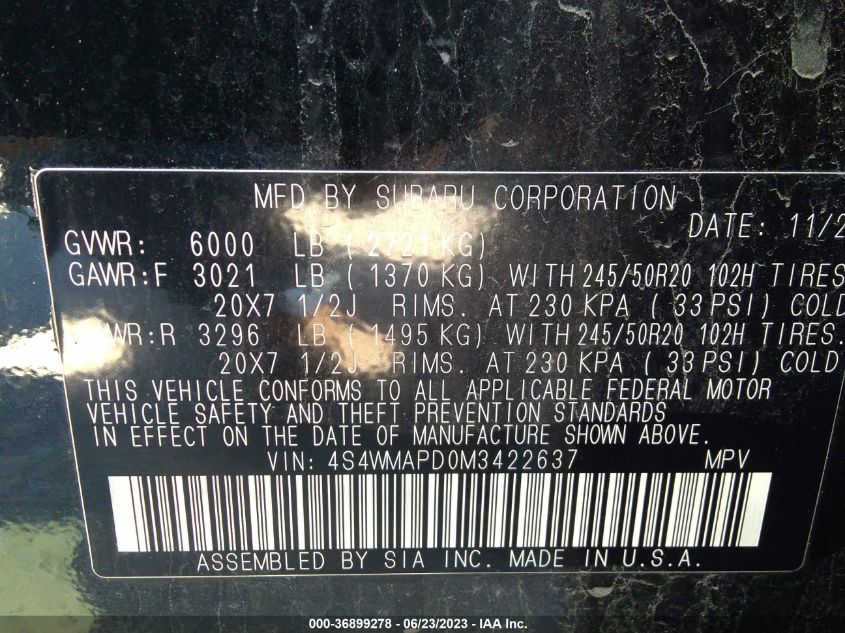 MFD BY SUBARU CORPORATION
DATE: 11/2
GVWR: 6000 LB ( 2721 KG)
GAWR:F 3021 LB ( 1370 KG) WITH 245/50R20 102H TIRES
20X7 1/2J RIMS. AT 230 KPA ( 33 PSI) COLD
WR:R 3296 LB ( 1495 KG) WITH 245/50R20 102H TIRES.
20X7 1/2J RIMS. AT 230 KPA ( 33 PSI) COLD
THIS VEHICLE CONFORMS TO ALL APPLICABLE FEDERAL MOTOR
VEHICLE SAFETY AND THEFT PREVENTION STANDARDS
IN EFFECT ON THE DATE OF MANUFACTURE SHOWN ABOVE.
VIN: 4S4WMAPD0M3422637 MPV
ASSEMBLED BY SIA INC. MADE IN U.S.A.
000-36899278 - 06/23/2023 - IAA Inc.